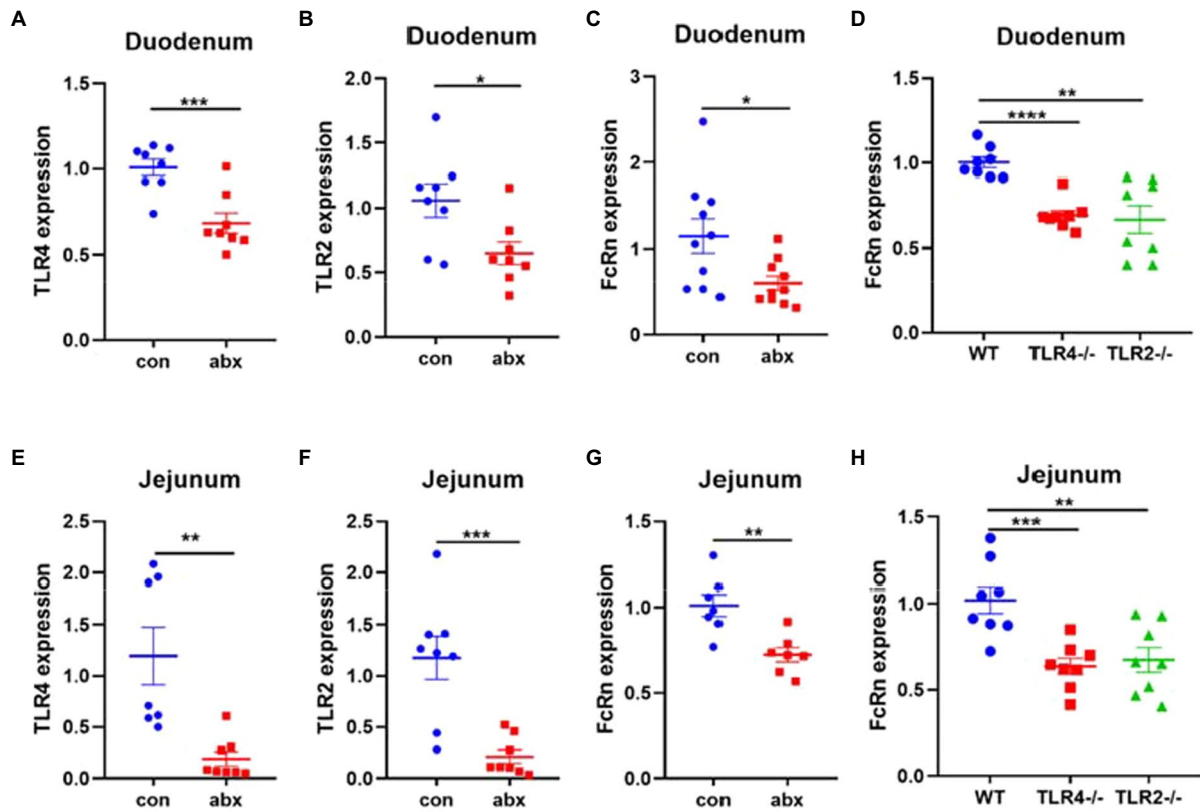 A
Duodenum
TLR4 expression
1.5
1.0
0.5
0.0
***
con abx
B
Duodenum
TLR2 expression
2.0
1.5
1.0
0.5
0.0
*
con abx
C
Duodenum
FcRn expression
3
2
1
0
*
con abx
D
Duodenum
FcRn expression
1.5
1.0
0.5
0.0
**
****
WT TLR4-/- TLR2-/-
E
Jejunum
TLR4 expression
2.5
2.0
1.5
1.0
0.5
0.0
**
con abx
F
Jejunum
TLR2 expression
2.5
2.0
1.5
1.0
0.5
0.0
***
con abx
G
Jejunum
FcRn expression
1.5
1.0
0.5
0.0
**
con abx
H
Jejunum
FcRn expression
1.5
1.0
0.5
0.0
**
***
WT TLR4-/- TLR2-/-